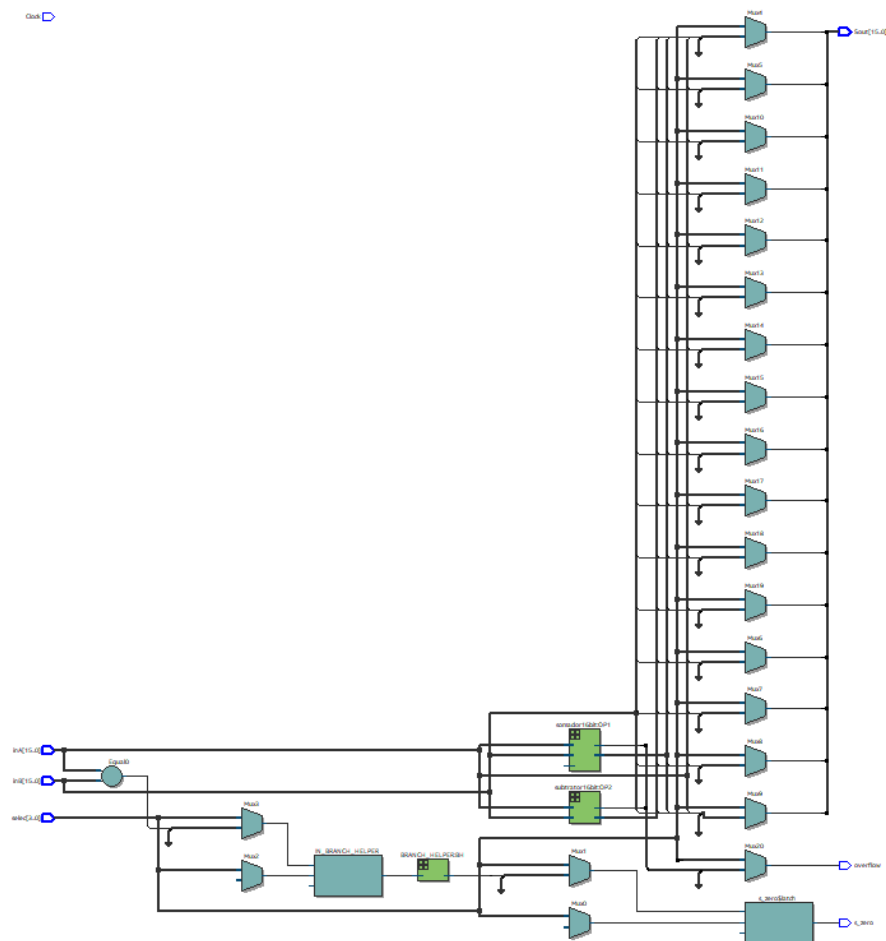 Clock
Mux4
Sout[15..0]
Mux5
Mux10
Mux11
Mux12
Mux13
Mux14
Mux15
Mux16
Mux17
Mux18
Mux19
Mux6
Mux7
somador16bit:OP1
inA[15..0]
Mux8
Equal0
inB[15..0]
subtrator16bit:OP2
Mux9
selec[3..0]
Mux3
Mux2
IN_BRANCH_HELPER
BRANCH_HELPER:BH
Mux1
Mux20
overflow
Mux0
s_zero$latch
s_zero